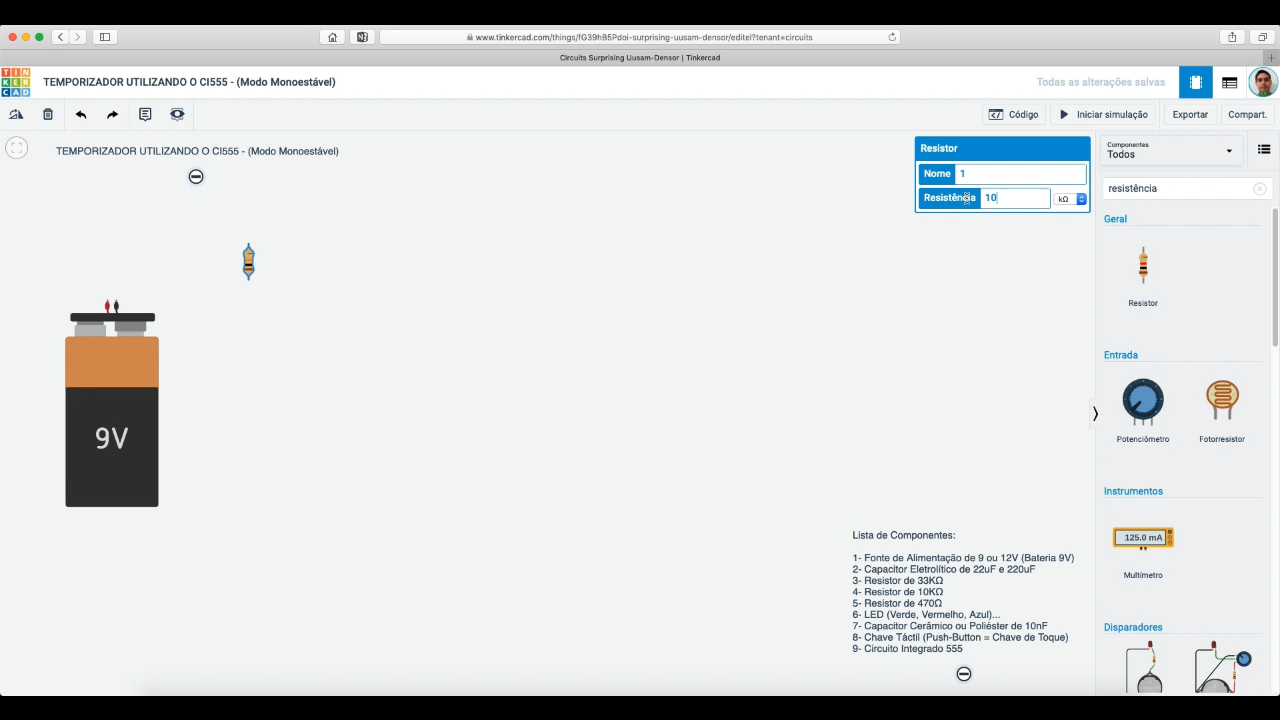 www.tinkercad.com/things/fG39hB5Pdoi-surprising-uusam-densor/editel?tenant=circuits
Circuits Surprising Uusam-Densor | Tinkercad
TIN
KER
CAD
TEMPORIZADOR UTILIZANDO O CI555 - (Modo Monoestável)
Todas as alterações salvas
Código
Iniciar simulação
Exportar
Compart.
TEMPORIZADOR UTILIZANDO O CI555 - (Modo Monoestável)
Resistor
Nome 1
Resistência 10 kΩ
Componentes
Todos
resistência
Geral
Resistor
Entrada
Potenciômetro
Fotorresistor
Instrumentos
125.0 mA
Multímetro
Disparadores
9V
Lista de Componentes:
1- Fonte de Alimentação de 9 ou 12V (Bateria 9V)
2- Capacitor Eletrolítico de 22uF e 220uF
3- Resistor de 33KΩ
4- Resistor de 10KΩ
5- Resistor de 470Ω
6- LED (Verde, Vermelho, Azul)...
7- Capacitor Cerâmico ou Poliéster de 10nF
8- Chave Táctil (Push-Button = Chave de Toque)
9- Circuito Integrado 555